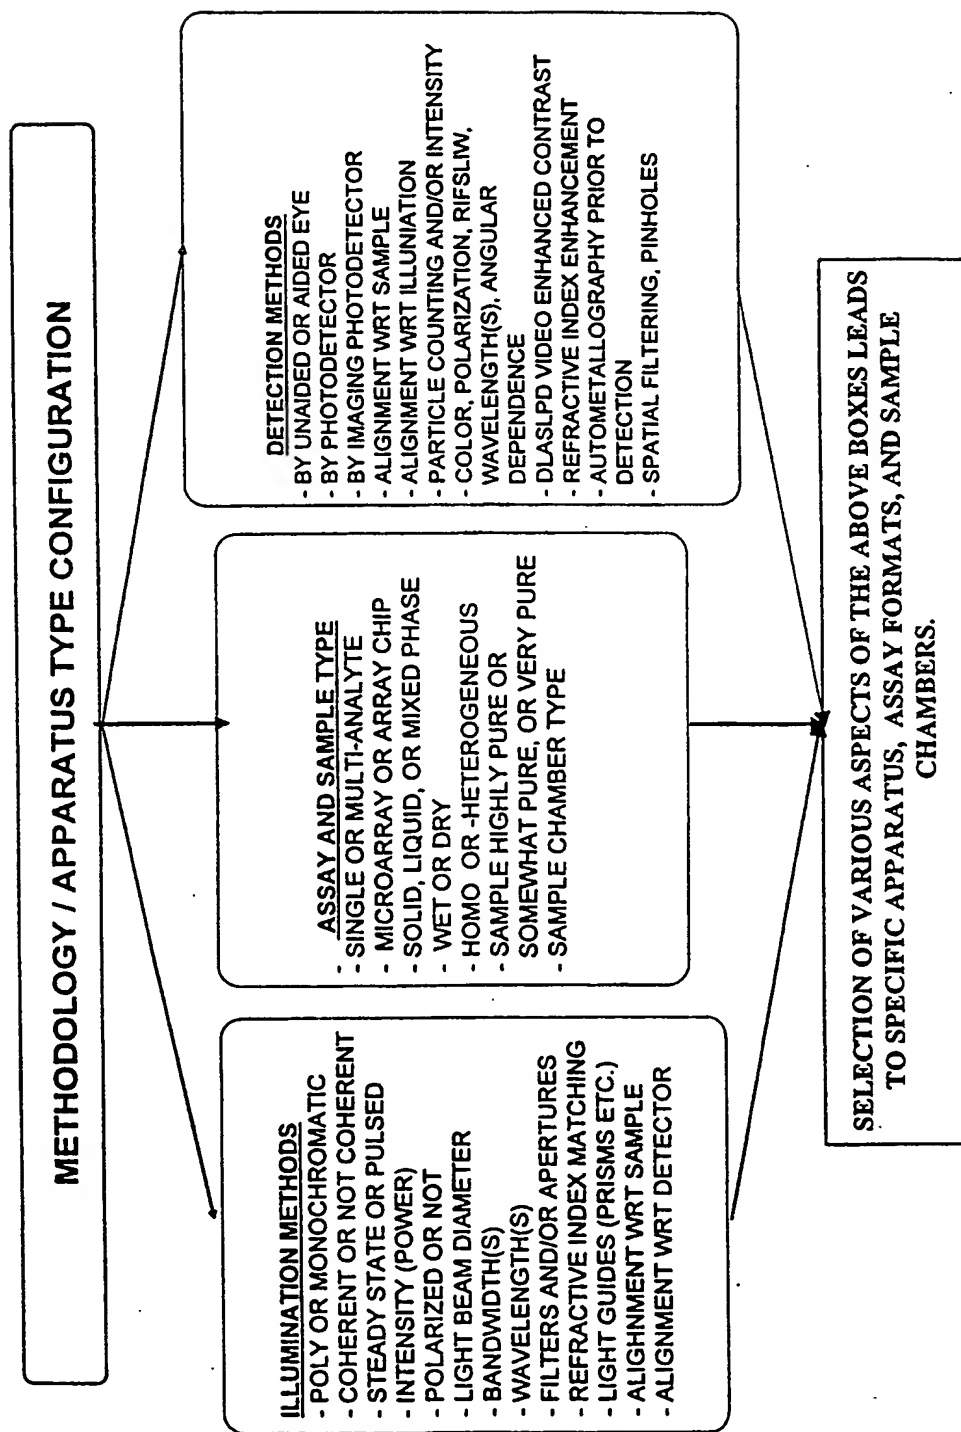 METHODOLOGY / APPARATUS TYPE CONFIGURATION
ILLUMINATION METHODS
- POLY OR MONOCHROMATIC
- COHERENT OR NOT COHERENT
- STEADY STATE OR PULSED
- INTENSITY (POWER)
- POLARIZED OR NOT
- LIGHT BEAM DIAMETER
- BANDWIDTH(S)
- WAVELENGTH(S)
- FILTERS AND/OR APERTURES
- REFRACTIVE INDEX MATCHING
- LIGHT GUIDES (PRISMS ETC.)
- ALIGHNMENT WRT SAMPLE
- ALIGNMENT WRT DETECTOR
- ASSAY AND SAMPLE TYPE
- SINGLE OR MULTI-ANALYTE
- MICROARRAY OR ARRAY CHIP
- SOLID, LIQUID, OR MIXED PHASE
- WET OR DRY
- HOMO OR -HETEROGENEOUS
- SAMPLE HIGHLY PURE OR
SOMEWHAT PURE, OR VERY PURE
- SAMPLE CHAMBER TYPE
DETECTION METHODS
- BY UNAIDED OR AIDED EYE
- BY PHOTODETECTOR
- BY IMAGING PHOTODETECTOR
- ALIGNMENT WRT SAMPLE
- ALIGNMENT WRT ILLUNIATION
- PARTICLE COUNTING AND/OR INTENSITY
- COLOR, POLARIZATION, RIFSLIW,
WAVELENGTH(S), ANGULAR
DEPENDENCE
- DLASLPD VIDEO ENHANCED CONTRAST
- REFRACTIVE INDEX ENHANCEMENT
- AUTOMETALLOGRAPHY PRIOR TO
DETECTION
- SPATIAL FILTERING, PINHOLES
SELECTION OF VARIOUS ASPECTS OF THE ABOVE BOXES LEADS
TO SPECIFIC APPARATUS, ASSAY FORMATS, AND SAMPLE
CHAMBERS.